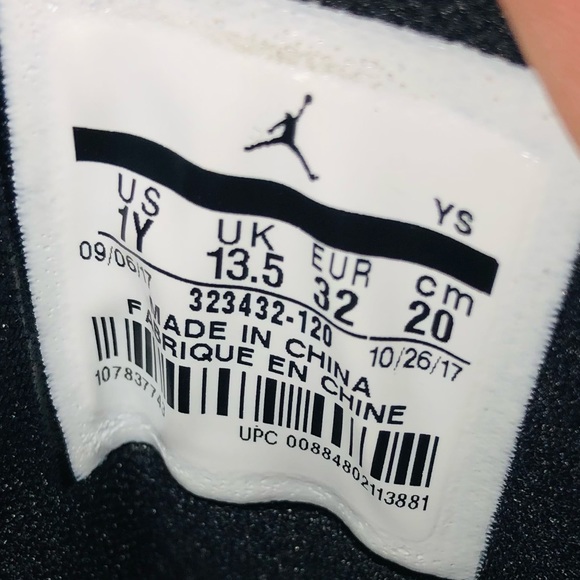 YS
US UK EUR cm
1Y 13.5 32 20
09/06/17 10/26/17
323432-120
MADE IN CHINA
FABRIQUE EN CHINE
UPC 00884802113881